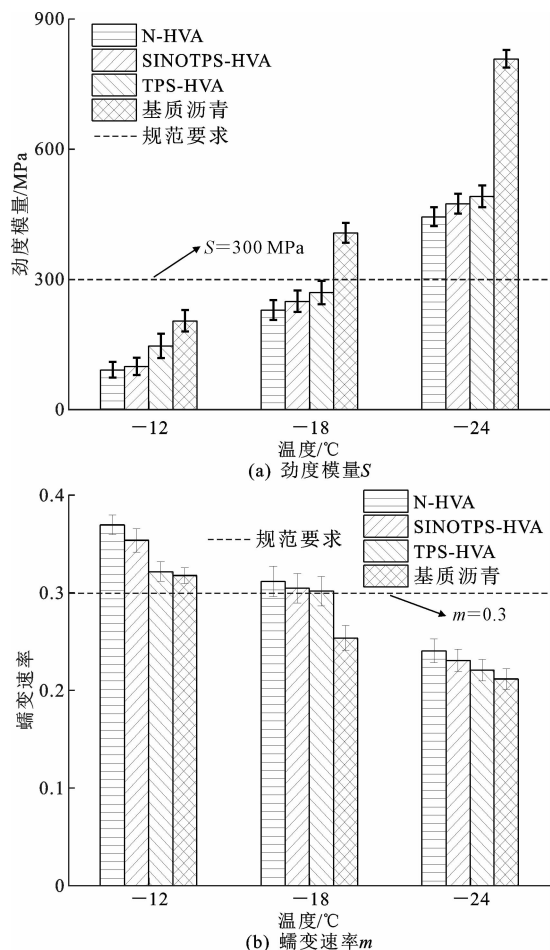 900
600
300
0
劲度模量/MPa
N-HVA
SINOTPS-HVA
TPS-HVA
基质沥青
规范要求
S=300 MPa
−12
−18
−24
温度/℃
(a) 劲度模量S
0.4
0.3
0.2
0.1
0
蠕变速率
N-HVA
SINOTPS-HVA
TPS-HVA
基质沥青
规范要求
m=0.3
−12
−18
−24
温度/℃
(b) 蠕变速率m